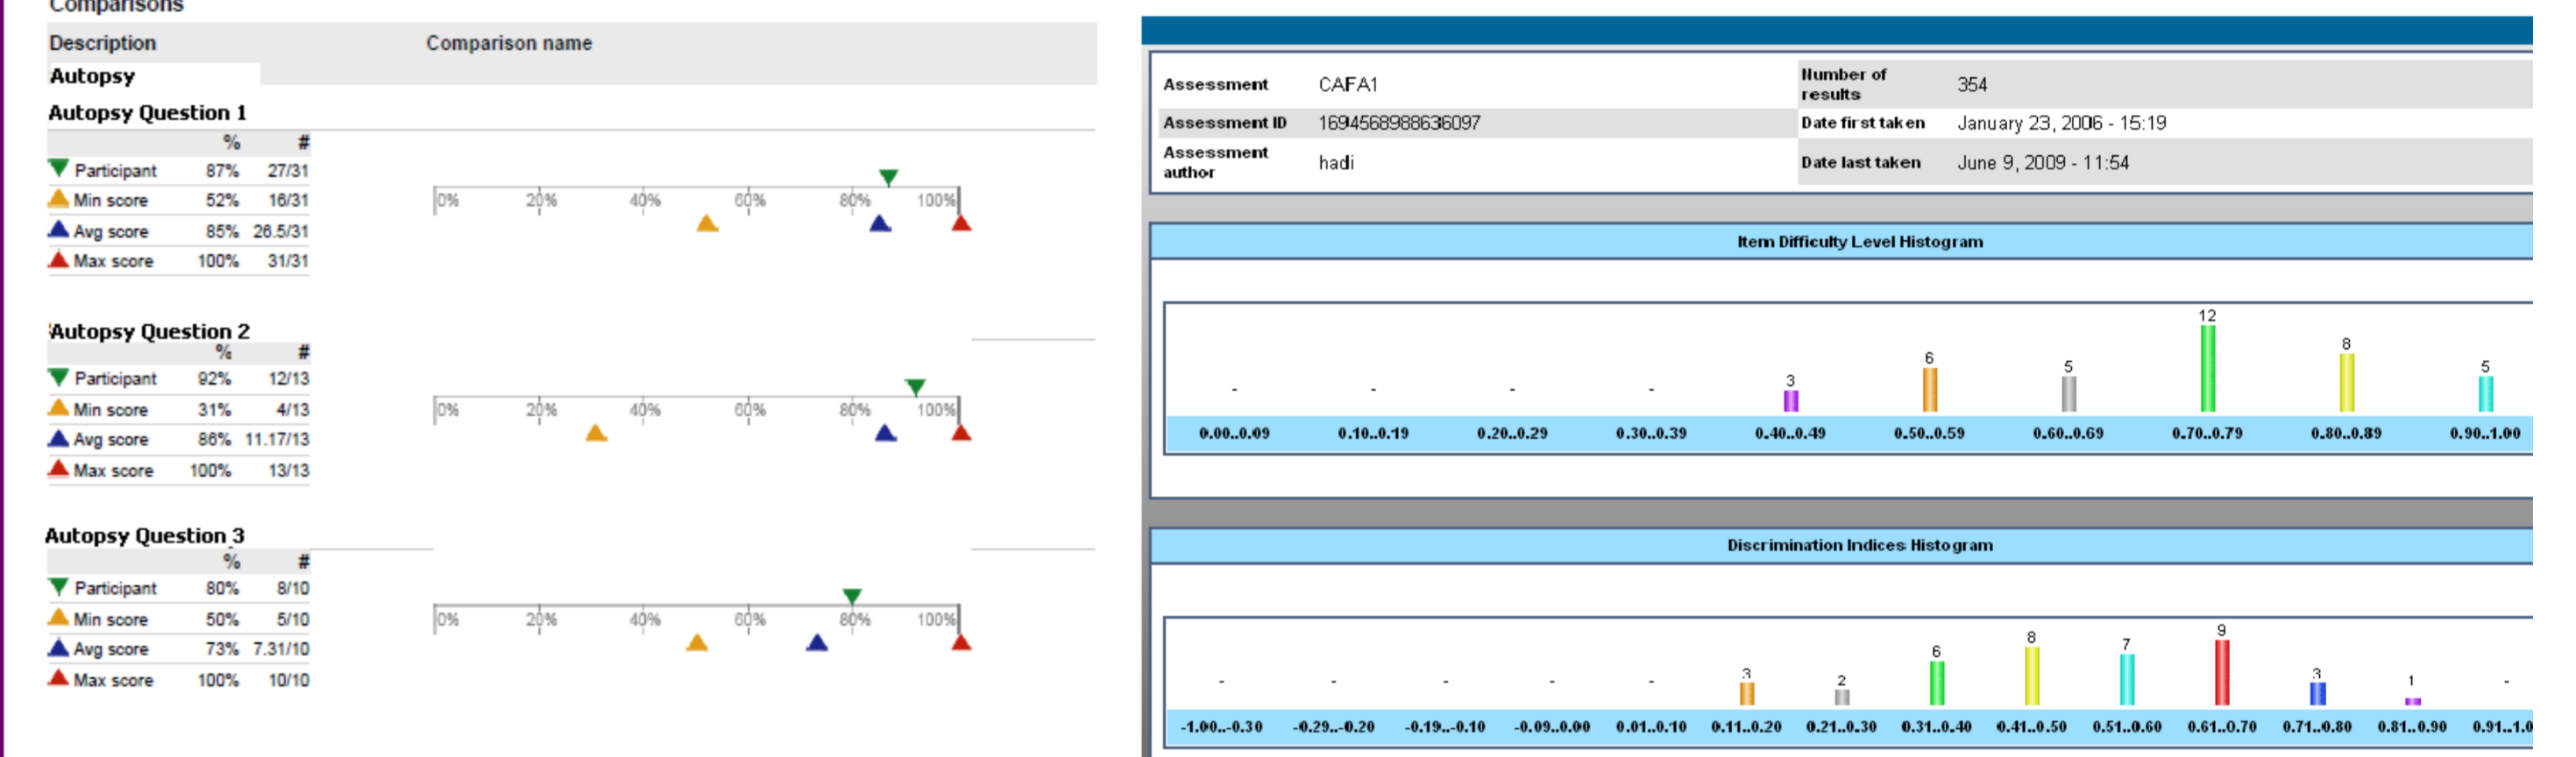 Comparisons
Description Comparison name
Autopsy
Autopsy Question 1
% #
Participant 87% 27/31
Min score 52% 16/31
Avg score 85% 26.5/31
Max score 100% 31/31
0% 20% 40% 60% 80% 100%
Autopsy Question 2
% #
Participant 92% 12/13
Min score 31% 4/13
Avg score 86% 11.17/13
Max score 100% 13/13
0% 20% 40% 60% 80% 100%
Autopsy Question 3
% #
Participant 80% 8/10
Min score 50% 5/10
Avg score 73% 7.31/10
Max score 100% 10/10
0% 20% 40% 60% 80% 100%
Assessment CAFA1 Number of results 354
Assessment ID 1694568988636097 Date first taken January 23, 2006 - 15:19
Assessment author hadi Date last taken June 9, 2009 - 11:54
Item Difficulty Level Histogram
- - - - 3 6 5 12 8 5
0.00..0.09 0.10..0.19 0.20..0.29 0.30..0.39 0.40..0.49 0.50..0.59 0.60..0.69 0.70..0.79 0.80..0.89 0.90..1.00
Discrimination Indices Histogram
- - - - - 3 2 6 8 7 9 3 1 -
-1.00..-0.30 -0.29..-0.20 -0.19..-0.10 -0.09..0.00 0.01..0.10 0.11..0.20 0.21..0.30 0.31..0.40 0.41..0.50 0.51..0.60 0.61..0.70 0.71..0.80 0.81..0.90 0.91..1.0